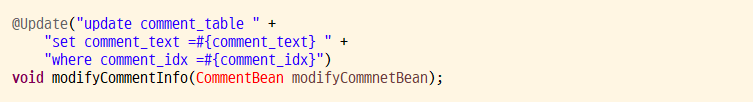 @Update("update comment_table " +
"set comment_text =#{comment_text} " +
"where comment_idx =#{comment_idx}")
void modifyCommentInfo(CommentBean modifyCommnetBean);